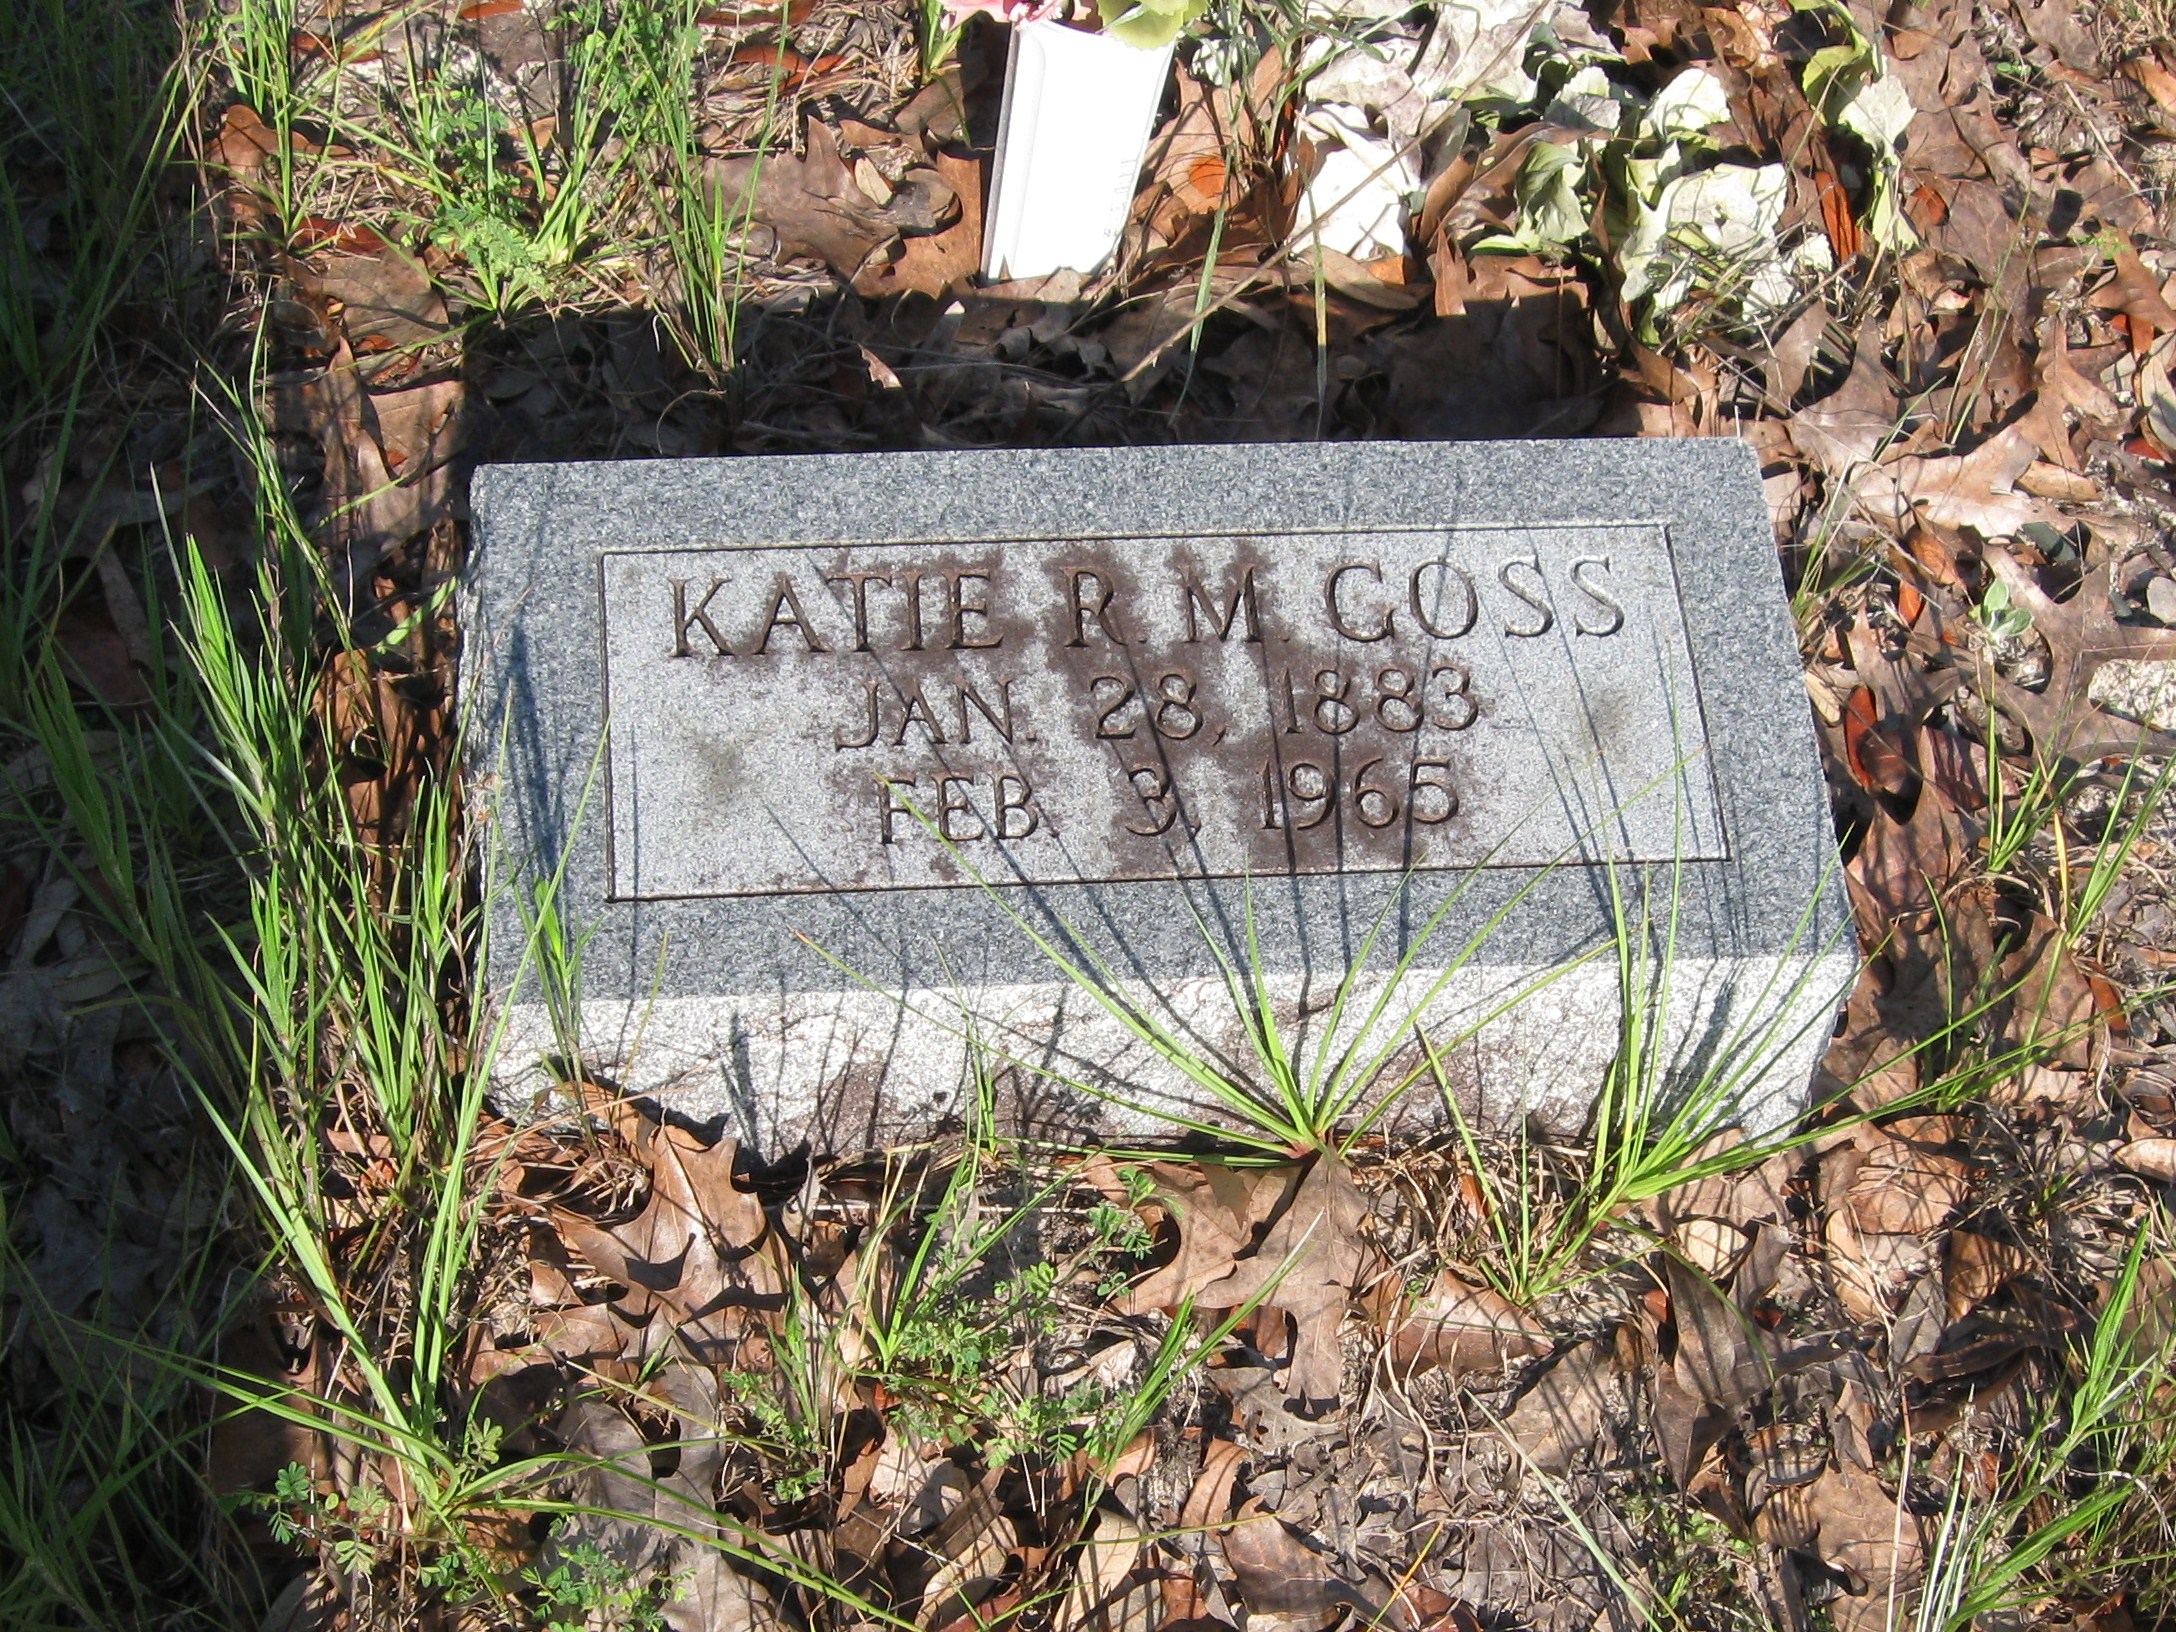 KATIE R. M. GOSS
JAN. 28, 1883
FEB. 3, 1965